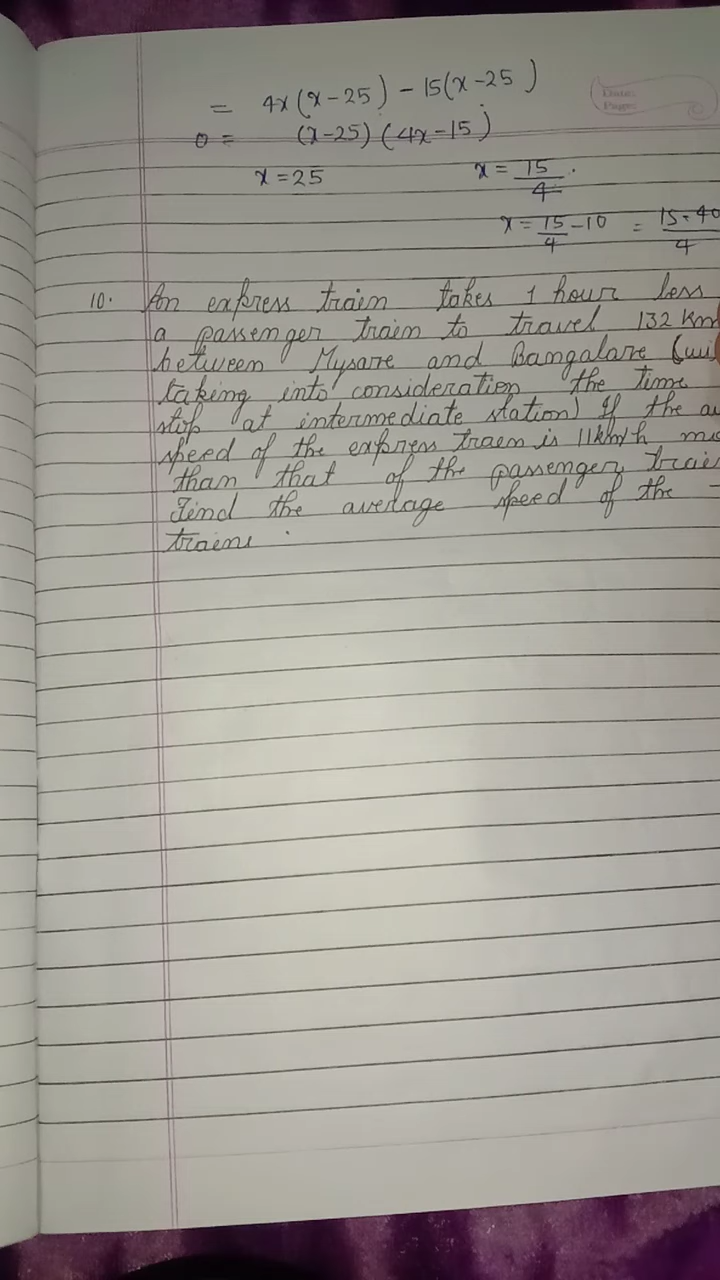 = 4x(x-25) - 15(x-25)
0 = (x-25) (4x-15)
x = 25 x = 15/4.
x = 15/4 - 10 = 15-40/4
10. An express train takes 1 hour less
a passenger train to travel 132 km
between Mysore and Bangalore
taking into consideration the time
stop at intermediate station) If the
speed of the express traen is 11km/h
than that of the passenger
Find the average speed of the
trains.